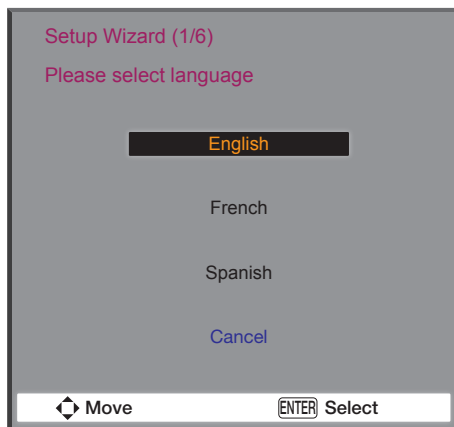 Setup Wizard (1/6)
Please select language
English
French
Spanish
Cancel
Move ENTER Select